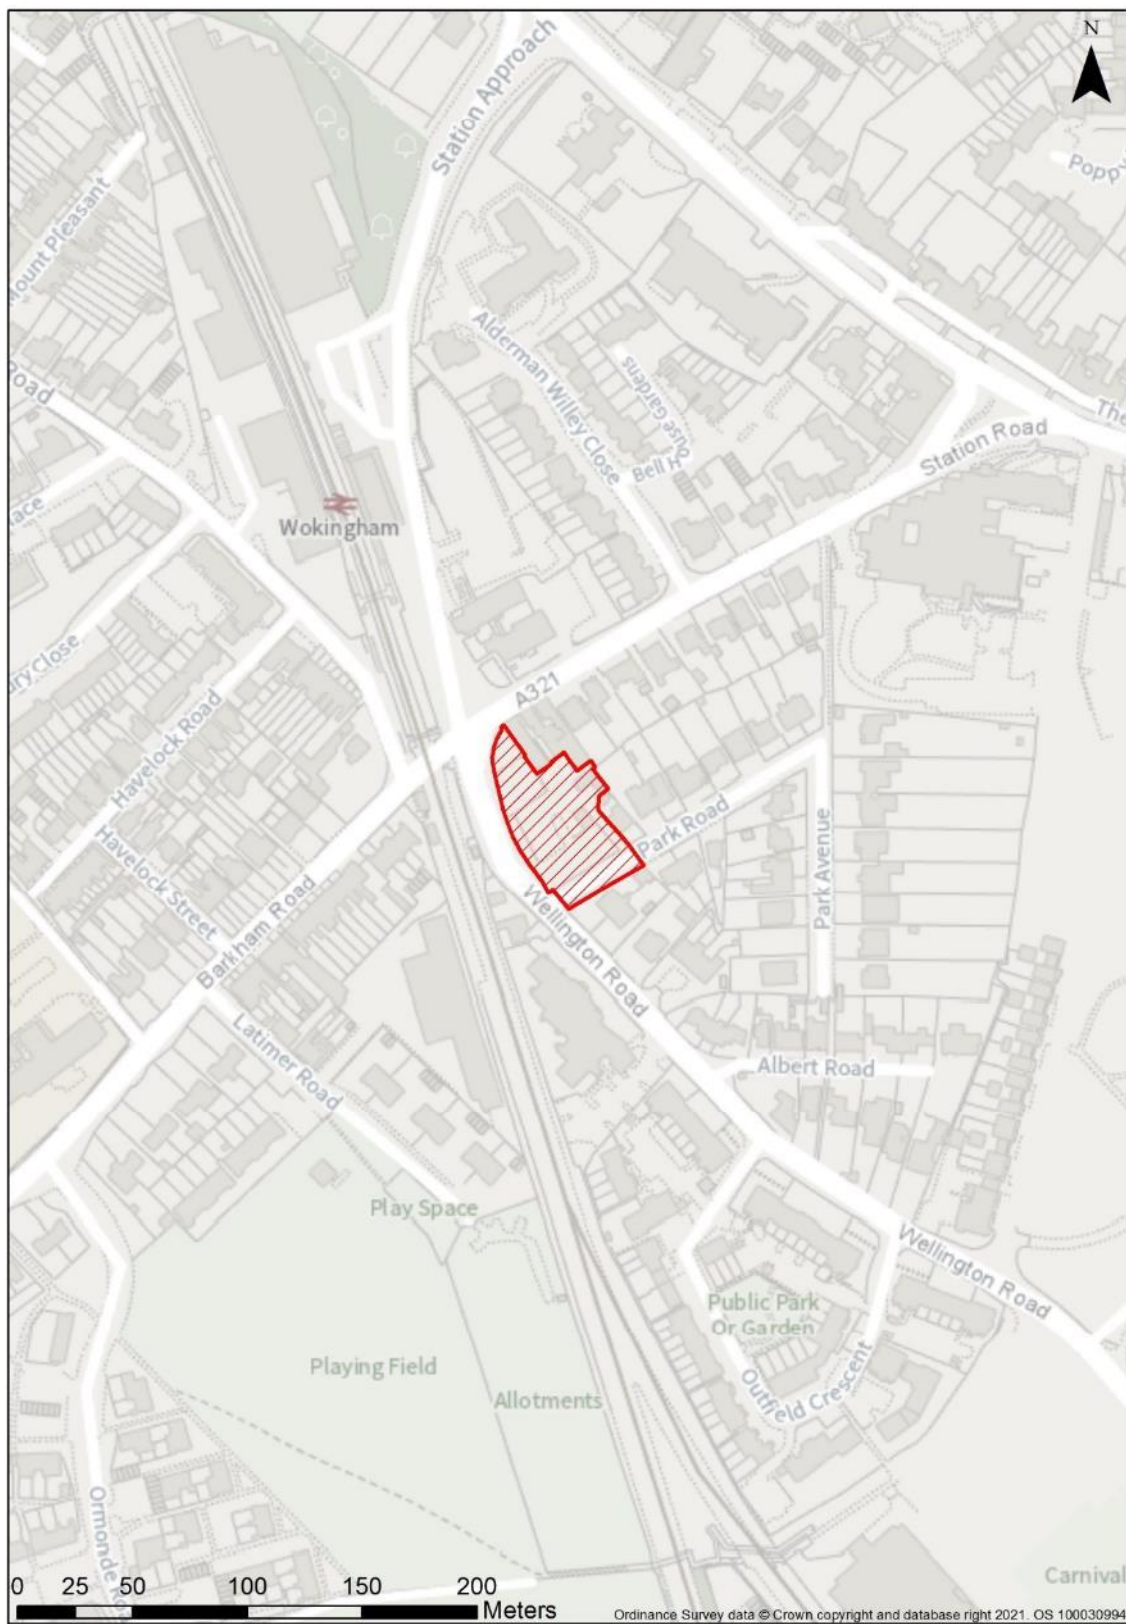 N
Station Approach
Poppy
Mount Pleasant
Alderman Willey Close
Gardens
Road
The
Station Road
Bell H
Wokingham
A321
Havelock Road
Park Road
Havelock Street
Park Avenue
Barkham Road
Wellington Road
Latimer Road
Albert Road
Play Space
Wellington Road
Public Park
Or Garden
Playing Field
Outfield Crescent
Allotments
Ormonde
Carnival
0 25 50 100 150 200
Meters
Ordinance Survey data © Crown copyright and database right 2021. OS 100030994